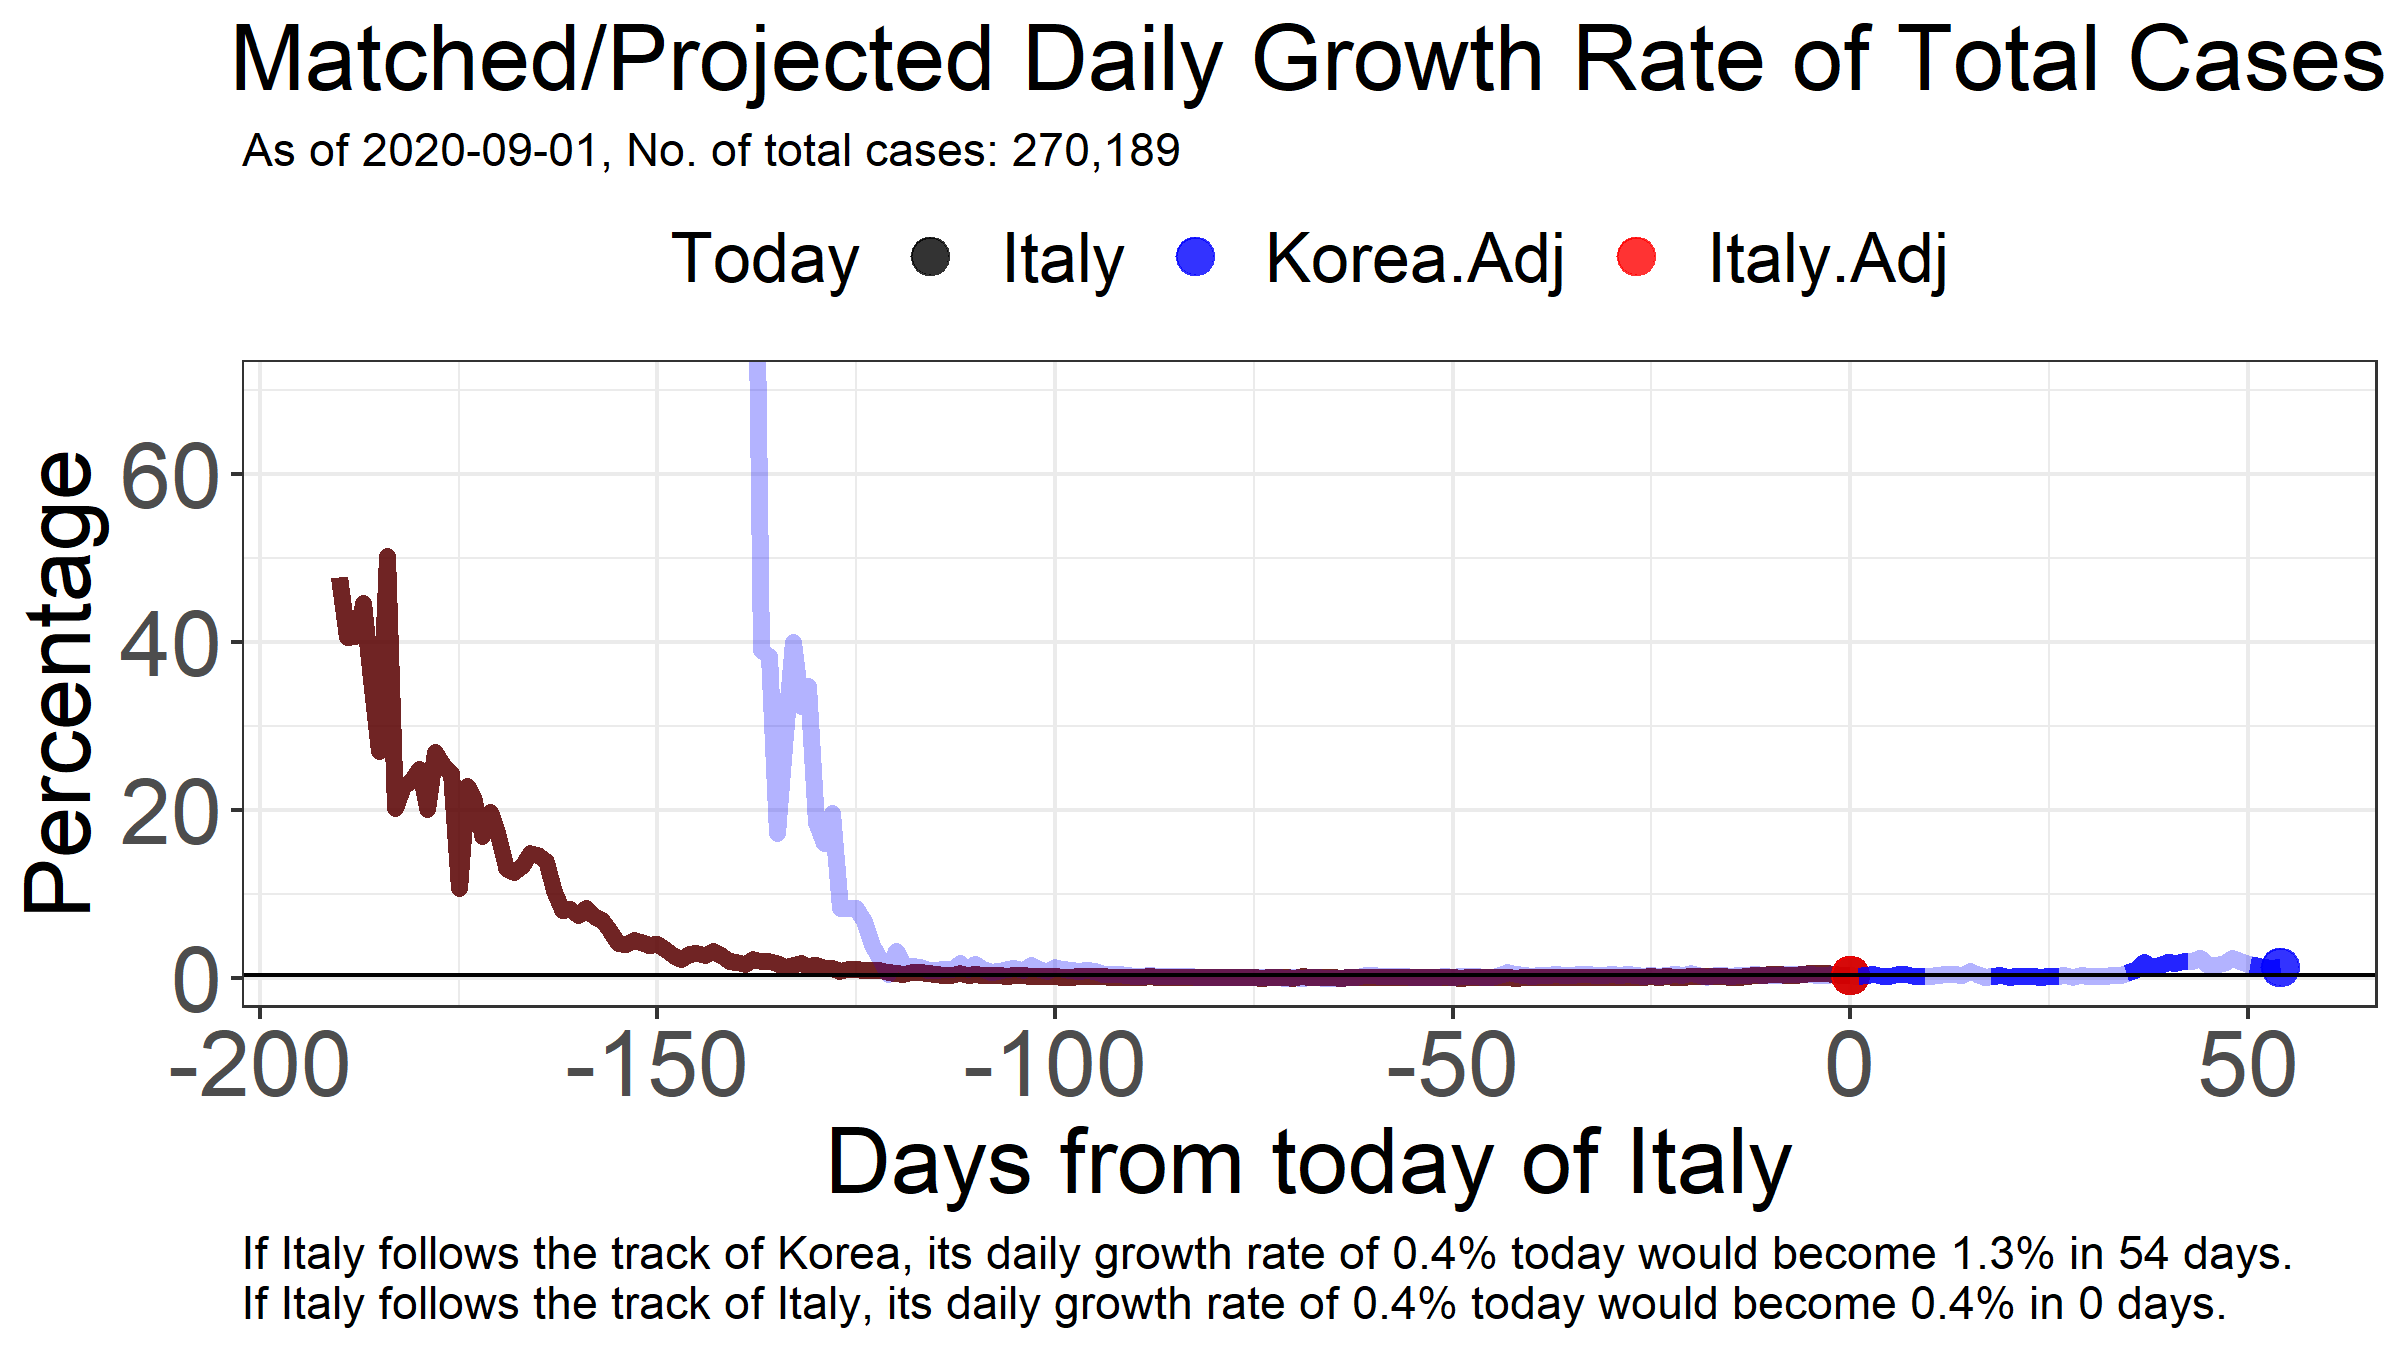 Matched/Projected Daily Growth Rate of Total Cases
As of 2020-09-01, No. of total cases: 270,189
Today Italy Korea.Adj Italy.Adj
Percentage
60
40
20
0
-200 -150 -100 -50 0 50
Days from today of Italy
If Italy follows the track of Korea, its daily growth rate of 0.4% today would become 1.3% in 54 days.
If Italy follows the track of Italy, its daily growth rate of 0.4% today would become 0.4% in 0 days.